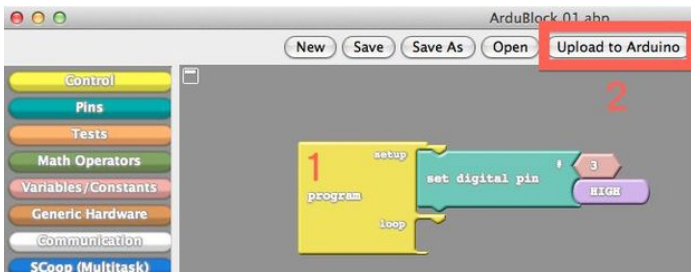 ArduBlock 01.abp
New Save Save As Open Upload to Arduino
2
Control
Pins
Tests
Math Operators
Variables/Constants
Generic Hardware
Communication
SCoop (Multitask)
1
program
setup
loop
set digital pin
#
3
HIGH